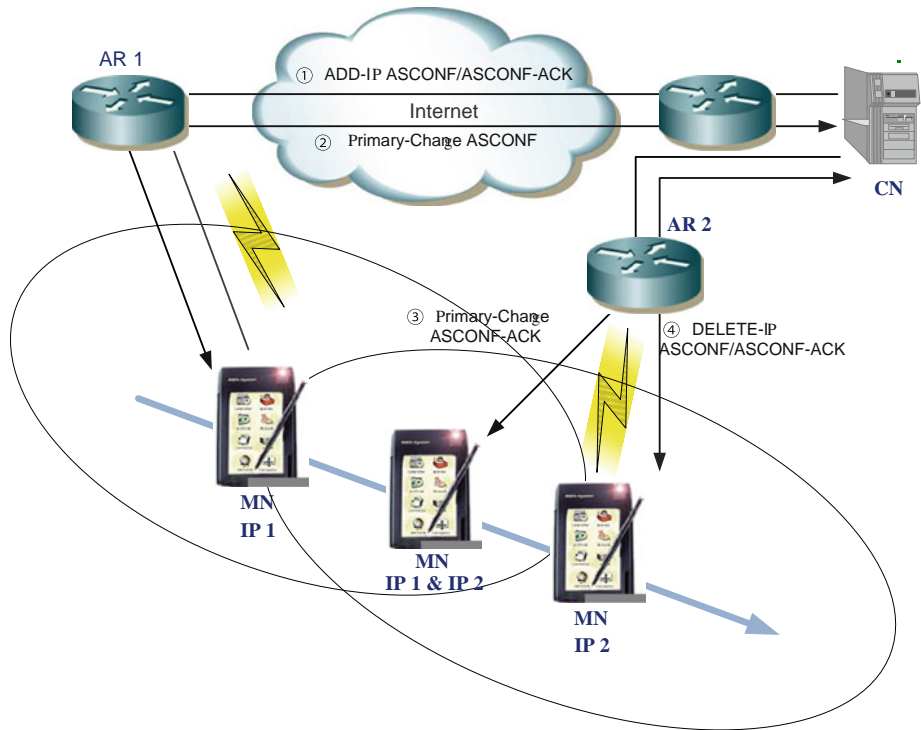 AR 1
① ADD-IP ASCONF/ASCONF-ACK
Internet
② Primary-Change ASCONF
CN
AR 2
③ Primary-Change
ASCONF-ACK
④ DELETE-IP
ASCONF/ASCONF-ACK
MN
IP 1
MN
IP 1 & IP 2
MN
IP 2